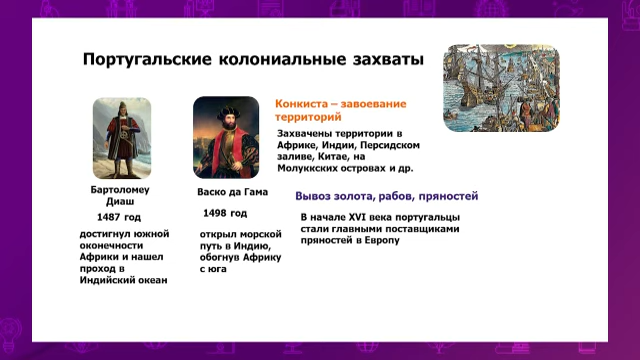 Португальские колониальные захваты
Бартоломеу
Диаш
1487 год
достигнул южной
оконечности
Африки и нашел
проход в
Индийский океан
Васко да Гама
1498 год
открыл морской
путь в Индию,
обогнув Африку
с юга
Конкиста – завоевание
территорий
Захвачены территории в
Африке, Индии, Персидском
заливе, Китае, на
Молуккских островах и др.
Вывоз золота, рабов, пряностей
В начале XVI века португальцы
стали главными поставщиками
пряностей в Европу